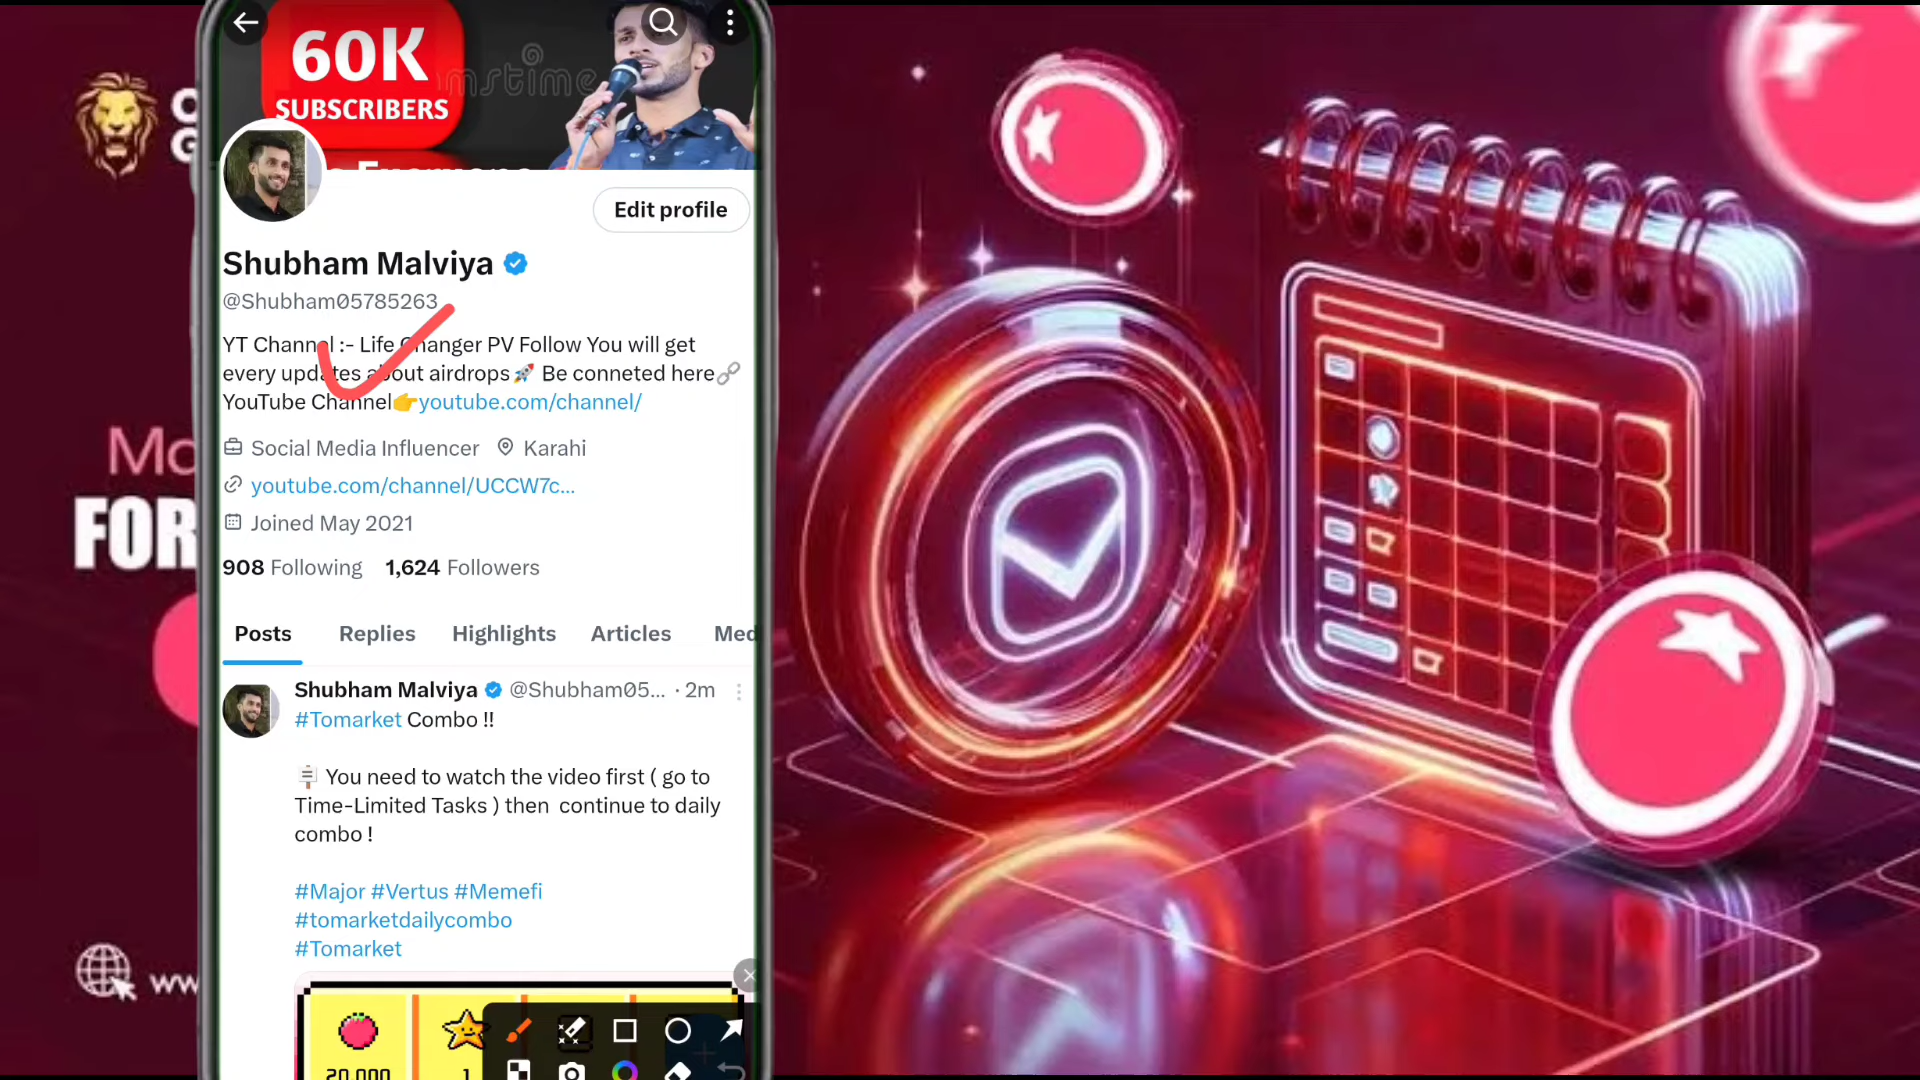 60K
SUBSCRIBERS
Edit profile
Shubham Malviya
@Shubham05785263
YT Channel :- Life Changer PV Follow You will get
every updates about airdrops🚀 Be conneted here🔗
YouTube Channel👉youtube.com/channel/
Social Media Influencer Karahi
youtube.com/channel/UCCW7c...
Joined May 2021
908 Following 1,624 Followers
Posts Replies Highlights Articles Med
Shubham Malviya @Shubham05... · 2m
#Tomarket Combo !!
🪧 You need to watch the video first ( go to
Time-Limited Tasks ) then continue to daily
combo !
#Major #Vertus #Memefi
#tomarketdailycombo
#Tomarket
20,000 1
FOR